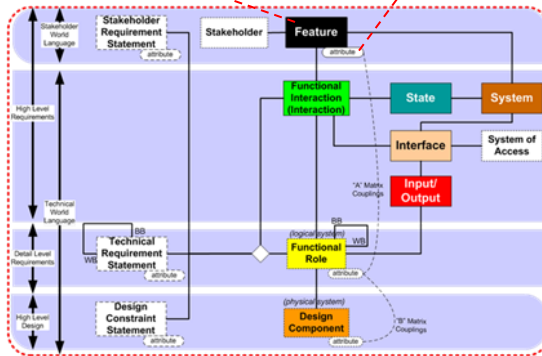 Stakeholder
World
Language
Stakeholder
Requirement
Statement
attribute
Stakeholder
Feature
attribute
High Level
Requirements
Functional
Interaction
(Interaction)
State
System
Interface
System of
Access
Technical
World
Language
"A" Matrix
Couplings
Input/
Output
BB
WB
(logical system)
BB
WB
Detail Level
Requirements
Technical
Requirement
Statement
attribute
Functional
Role
attribute
High Level
Design
Design
Constraint
Statement
attribute
(physical system)
Design
Component
attribute
"B" Matrix
Couplings